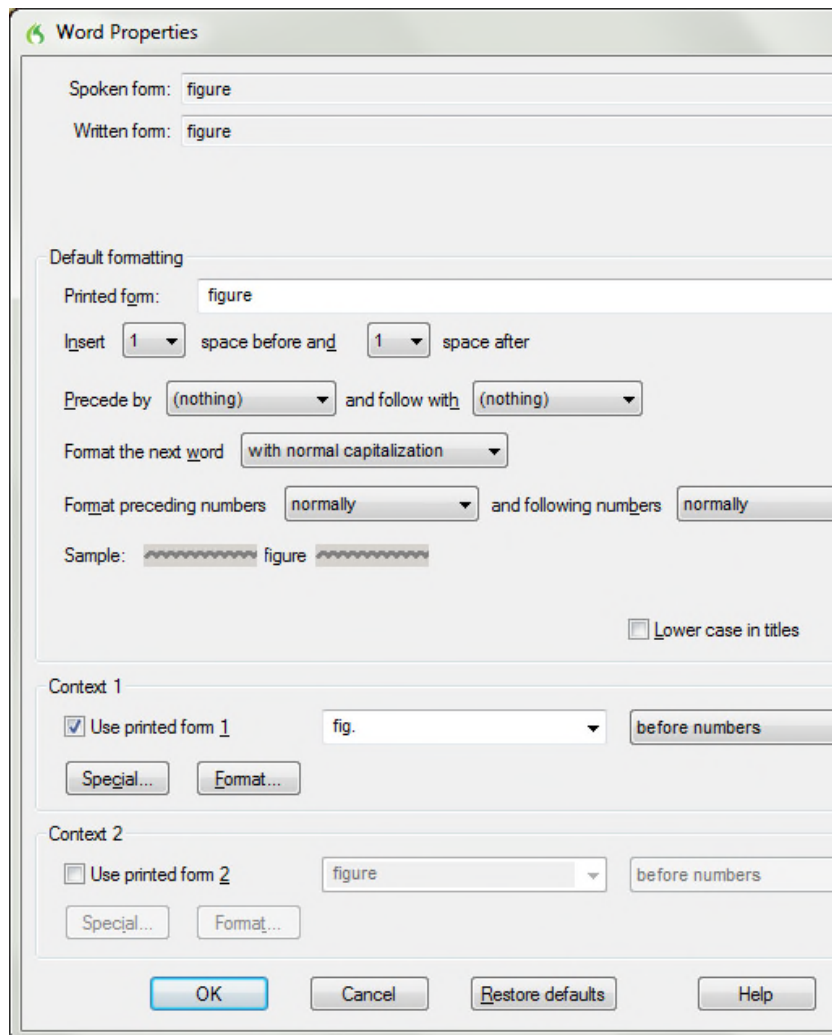 Word Properties
Spoken form: figure
Written form: figure
Default formatting
Printed form: figure
Insert 1 space before and 1 space after
Precede by (nothing) and follow with (nothing)
Format the next word with normal capitalization
Format preceding numbers normally and following numbers normally
Sample: figure
Lower case in titles
Context 1
Use printed form 1 fig. before numbers
Special... Format...
Context 2
Use printed form 2 figure before numbers
Special... Format...
OK Cancel Restore defaults Help